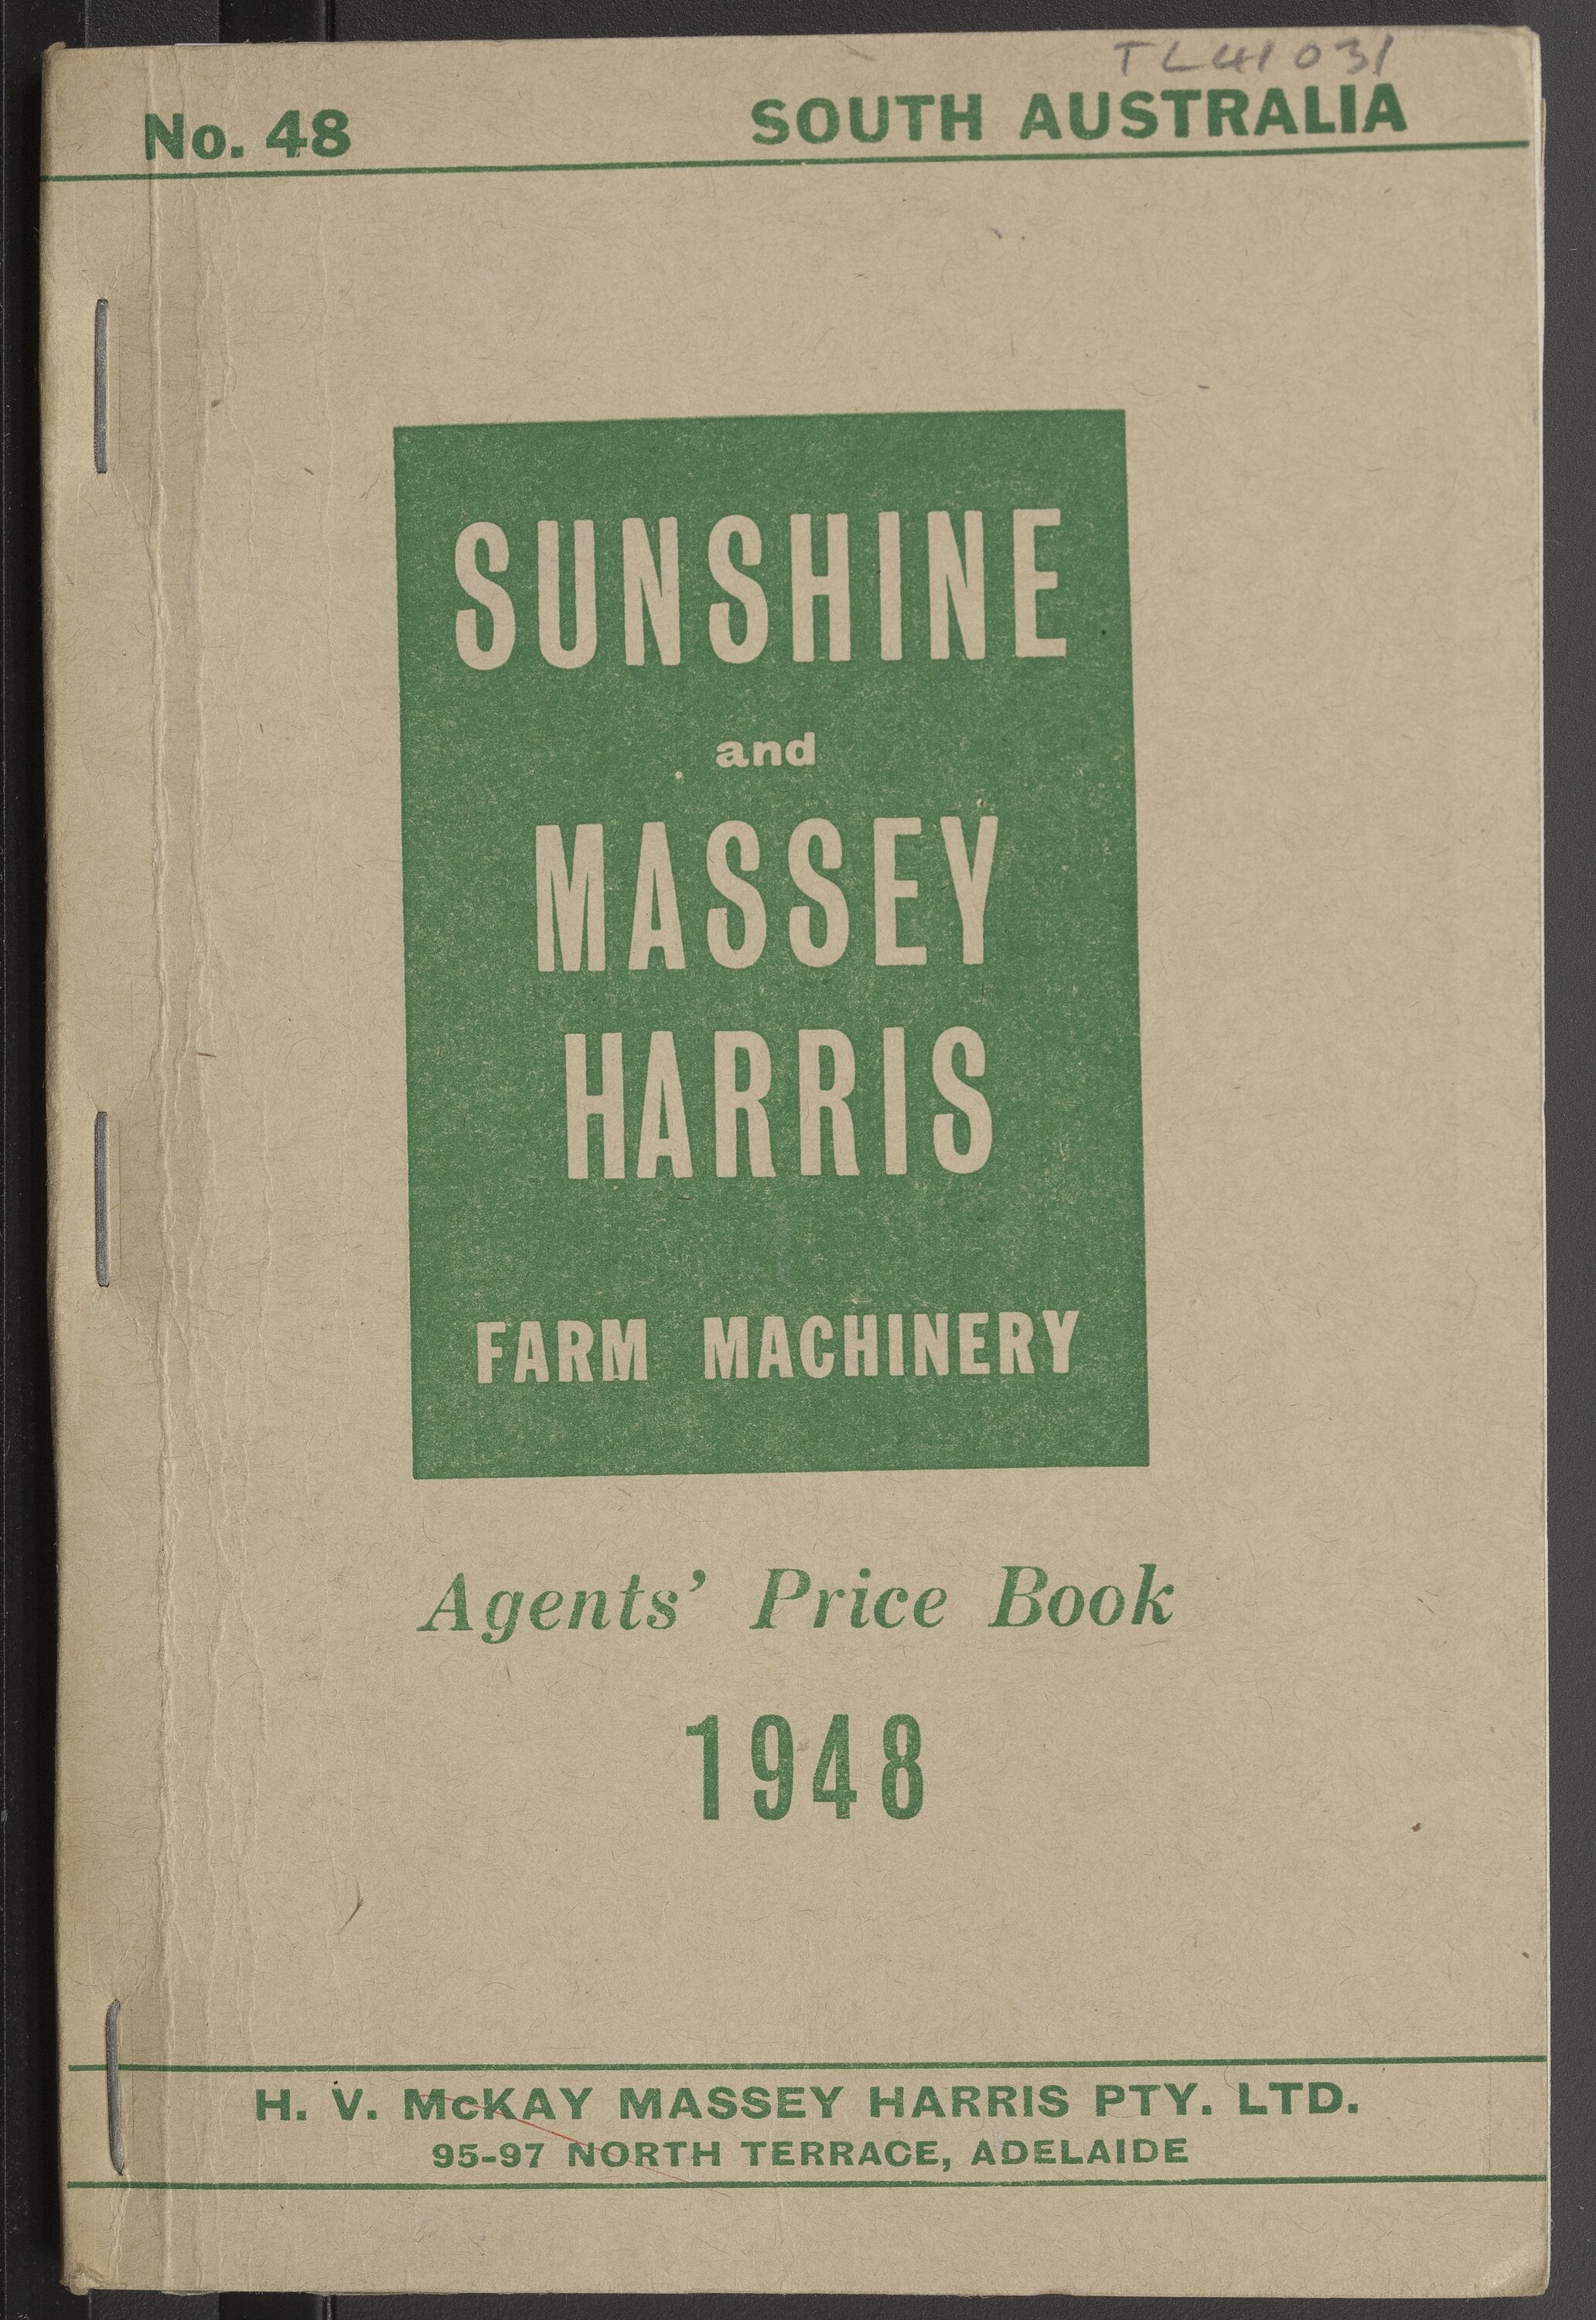 TL41031
No. 48 SOUTH AUSTRALIA
SUNSHINE
and
MASSEY
HARRIS
FARM MACHINERY
Agents’ Price Book
1948
H. V. McKAY MASSEY HARRIS PTY. LTD.
95-97 NORTH TERRACE, ADELAIDE